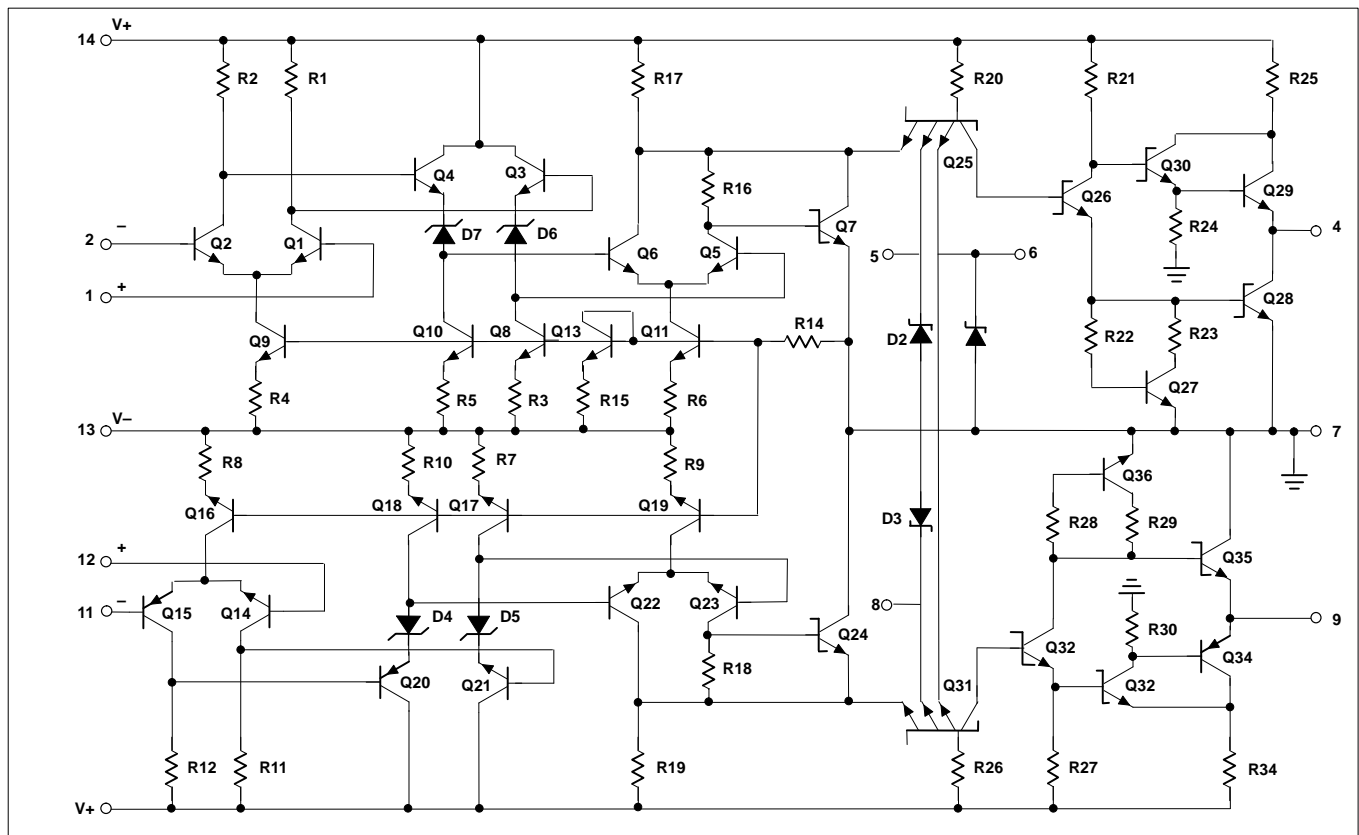 V+
14
R2
R1
R17
R20
R21
R25
Q4
Q3
Q25
Q30
R16
Q26
Q29
Q7
R24
–
2
Q2
Q1
D7
D6
Q6
Q5
5
6
4
+
1
Q28
Q9
Q10
Q8
Q13
Q11
R14
D2
R22
R23
Q27
R4
R5
R3
R15
R6
V–
13
7
R8
R10
R7
R9
Q36
Q16
Q18
Q17
Q19
D3
R28
R29
12
+
Q35
11
–
Q15
Q14
D4
D5
Q22
Q23
8
Q24
R30
9
Q32
Q34
R18
Q20
Q21
Q31
Q32
R12
R11
R19
R26
R27
R34
V+